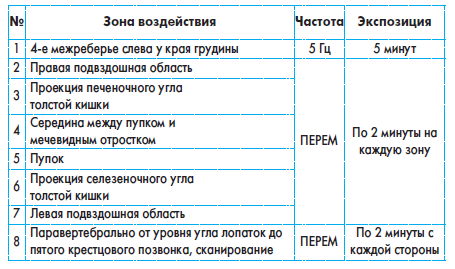 № Зона воздействия Частота Экспозиция
1 4-е межреберье слева у края грудины 5 Гц 5 минут
2 Правая подвздошная область
3 Проекция печеночного угла
толстой кишки
4 Середина между пупком и
мечевидным отростком
ПЕРЕМ По 2 минуты на
каждую зону
5 Пупок
6 Проекция селезеночного угла
толстой кишки
7 Левая подвздошная область
8 Паравертебрально от уровня угла лопаток до
пятого крестцового позвонка, сканирование
ПЕРЕМ По 2 минуты с
каждой стороны